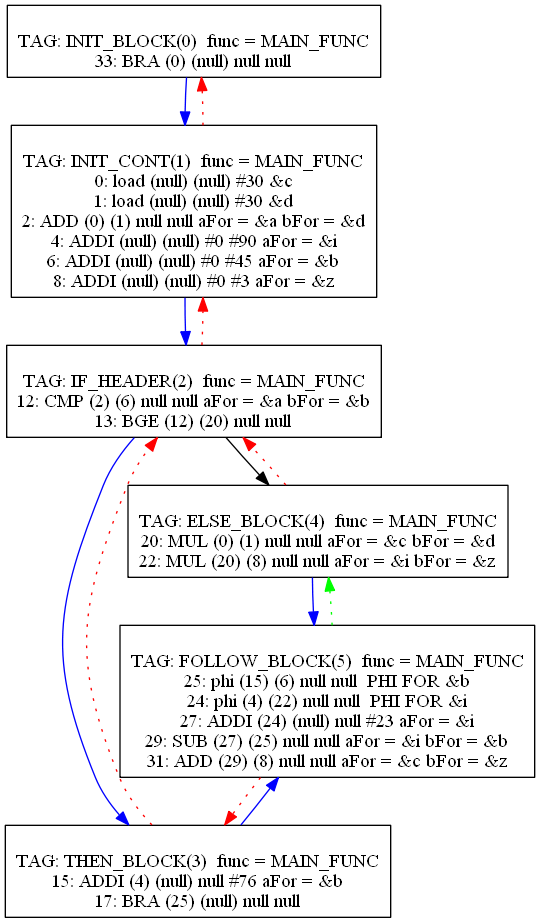 TAG: INIT_BLOCK(0) func = MAIN_FUNC
33: BRA (0) (null) null null
TAG: INIT_CONT(1) func = MAIN_FUNC
0: load (null) (null) #30 &c
1: load (null) (null) #30 &d
2: ADD (0) (1) null null aFor = &a bFor = &d
4: ADDI (null) (null) #0 #90 aFor = &i
6: ADDI (null) (null) #0 #45 aFor = &b
8: ADDI (null) (null) #0 #3 aFor = &z
TAG: IF_HEADER(2) func = MAIN_FUNC
12: CMP (2) (6) null null aFor = &a bFor = &b
13: BGE (12) (20) null null
TAG: ELSE_BLOCK(4) func = MAIN_FUNC
20: MUL (0) (1) null null aFor = &c bFor = &d
22: MUL (20) (8) null null aFor = &i bFor = &z
TAG: FOLLOW_BLOCK(5) func = MAIN_FUNC
25: phi (15) (6) null null PHI FOR &b
24: phi (4) (22) null null PHI FOR &i
27: ADDI (24) (null) null #23 aFor = &i
29: SUB (27) (25) null null aFor = &i bFor = &b
31: ADD (29) (8) null null aFor = &c bFor = &z
TAG: THEN_BLOCK(3) func = MAIN_FUNC
15: ADDI (4) (null) null #76 aFor = &b
17: BRA (25) (null) null null